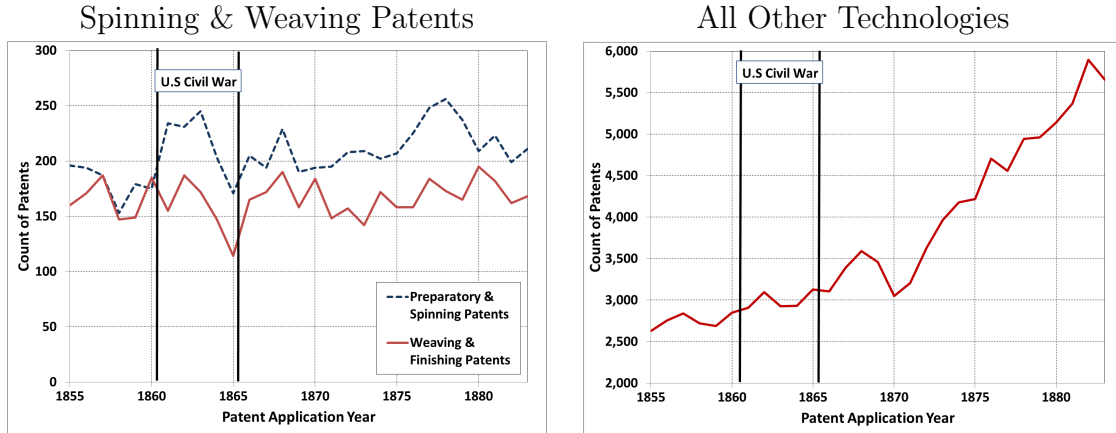 Spinning & Weaving Patents
300
250
200
150
100
50
0
Count of Patents
U.S Civil War
Preparatory &
Spinning Patents
Weaving &
Finishing Patents
1855 1860 1865 1870 1875 1880
Patent Application Year
All Other Technologies
6,000
5,500
5,000
4,500
4,000
3,500
3,000
2,500
2,000
Count of Patents
U.S Civil War
1855 1860 1865 1870 1875 1880
Patent Application Year